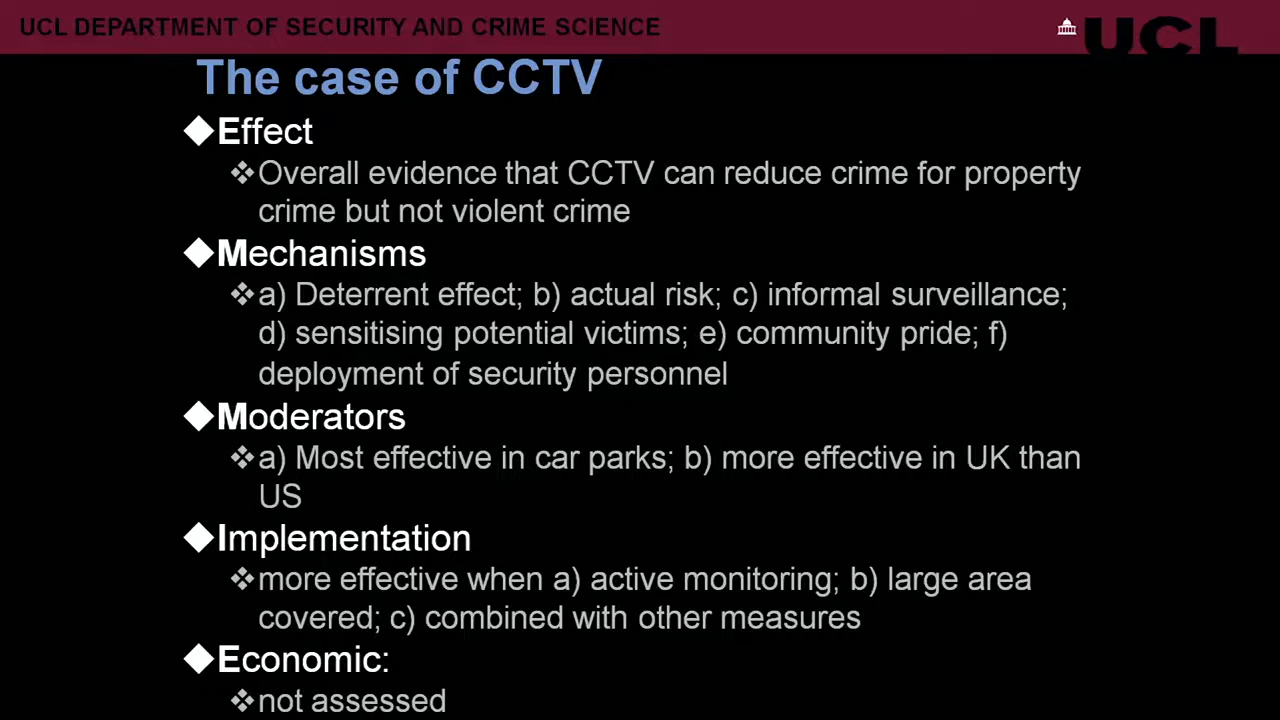 UCL DEPARTMENT OF SECURITY AND CRIME SCIENCE
UCL
The case of CCTV
Effect
Overall evidence that CCTV can reduce crime for property
crime but not violent crime
Mechanisms
a) Deterrent effect; b) actual risk; c) informal surveillance;
d) sensitising potential victims; e) community pride; f)
deployment of security personnel
Moderators
a) Most effective in car parks; b) more effective in UK than
US
Implementation
more effective when a) active monitoring; b) large area
covered; c) combined with other measures
Economic:
not assessed